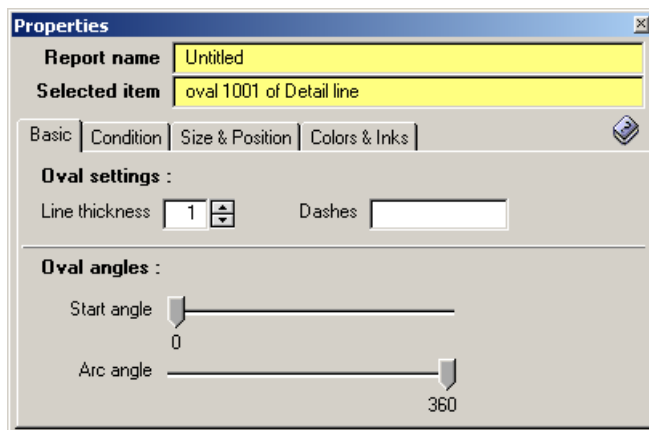 Properties
Report name Untitled
Selected item oval 1001 of Detail line
Basic Condition Size & Position Colors & Inks
Oval settings :
Line thickness 1 Dashes
Oval angles :
Start angle
0
Arc angle
360